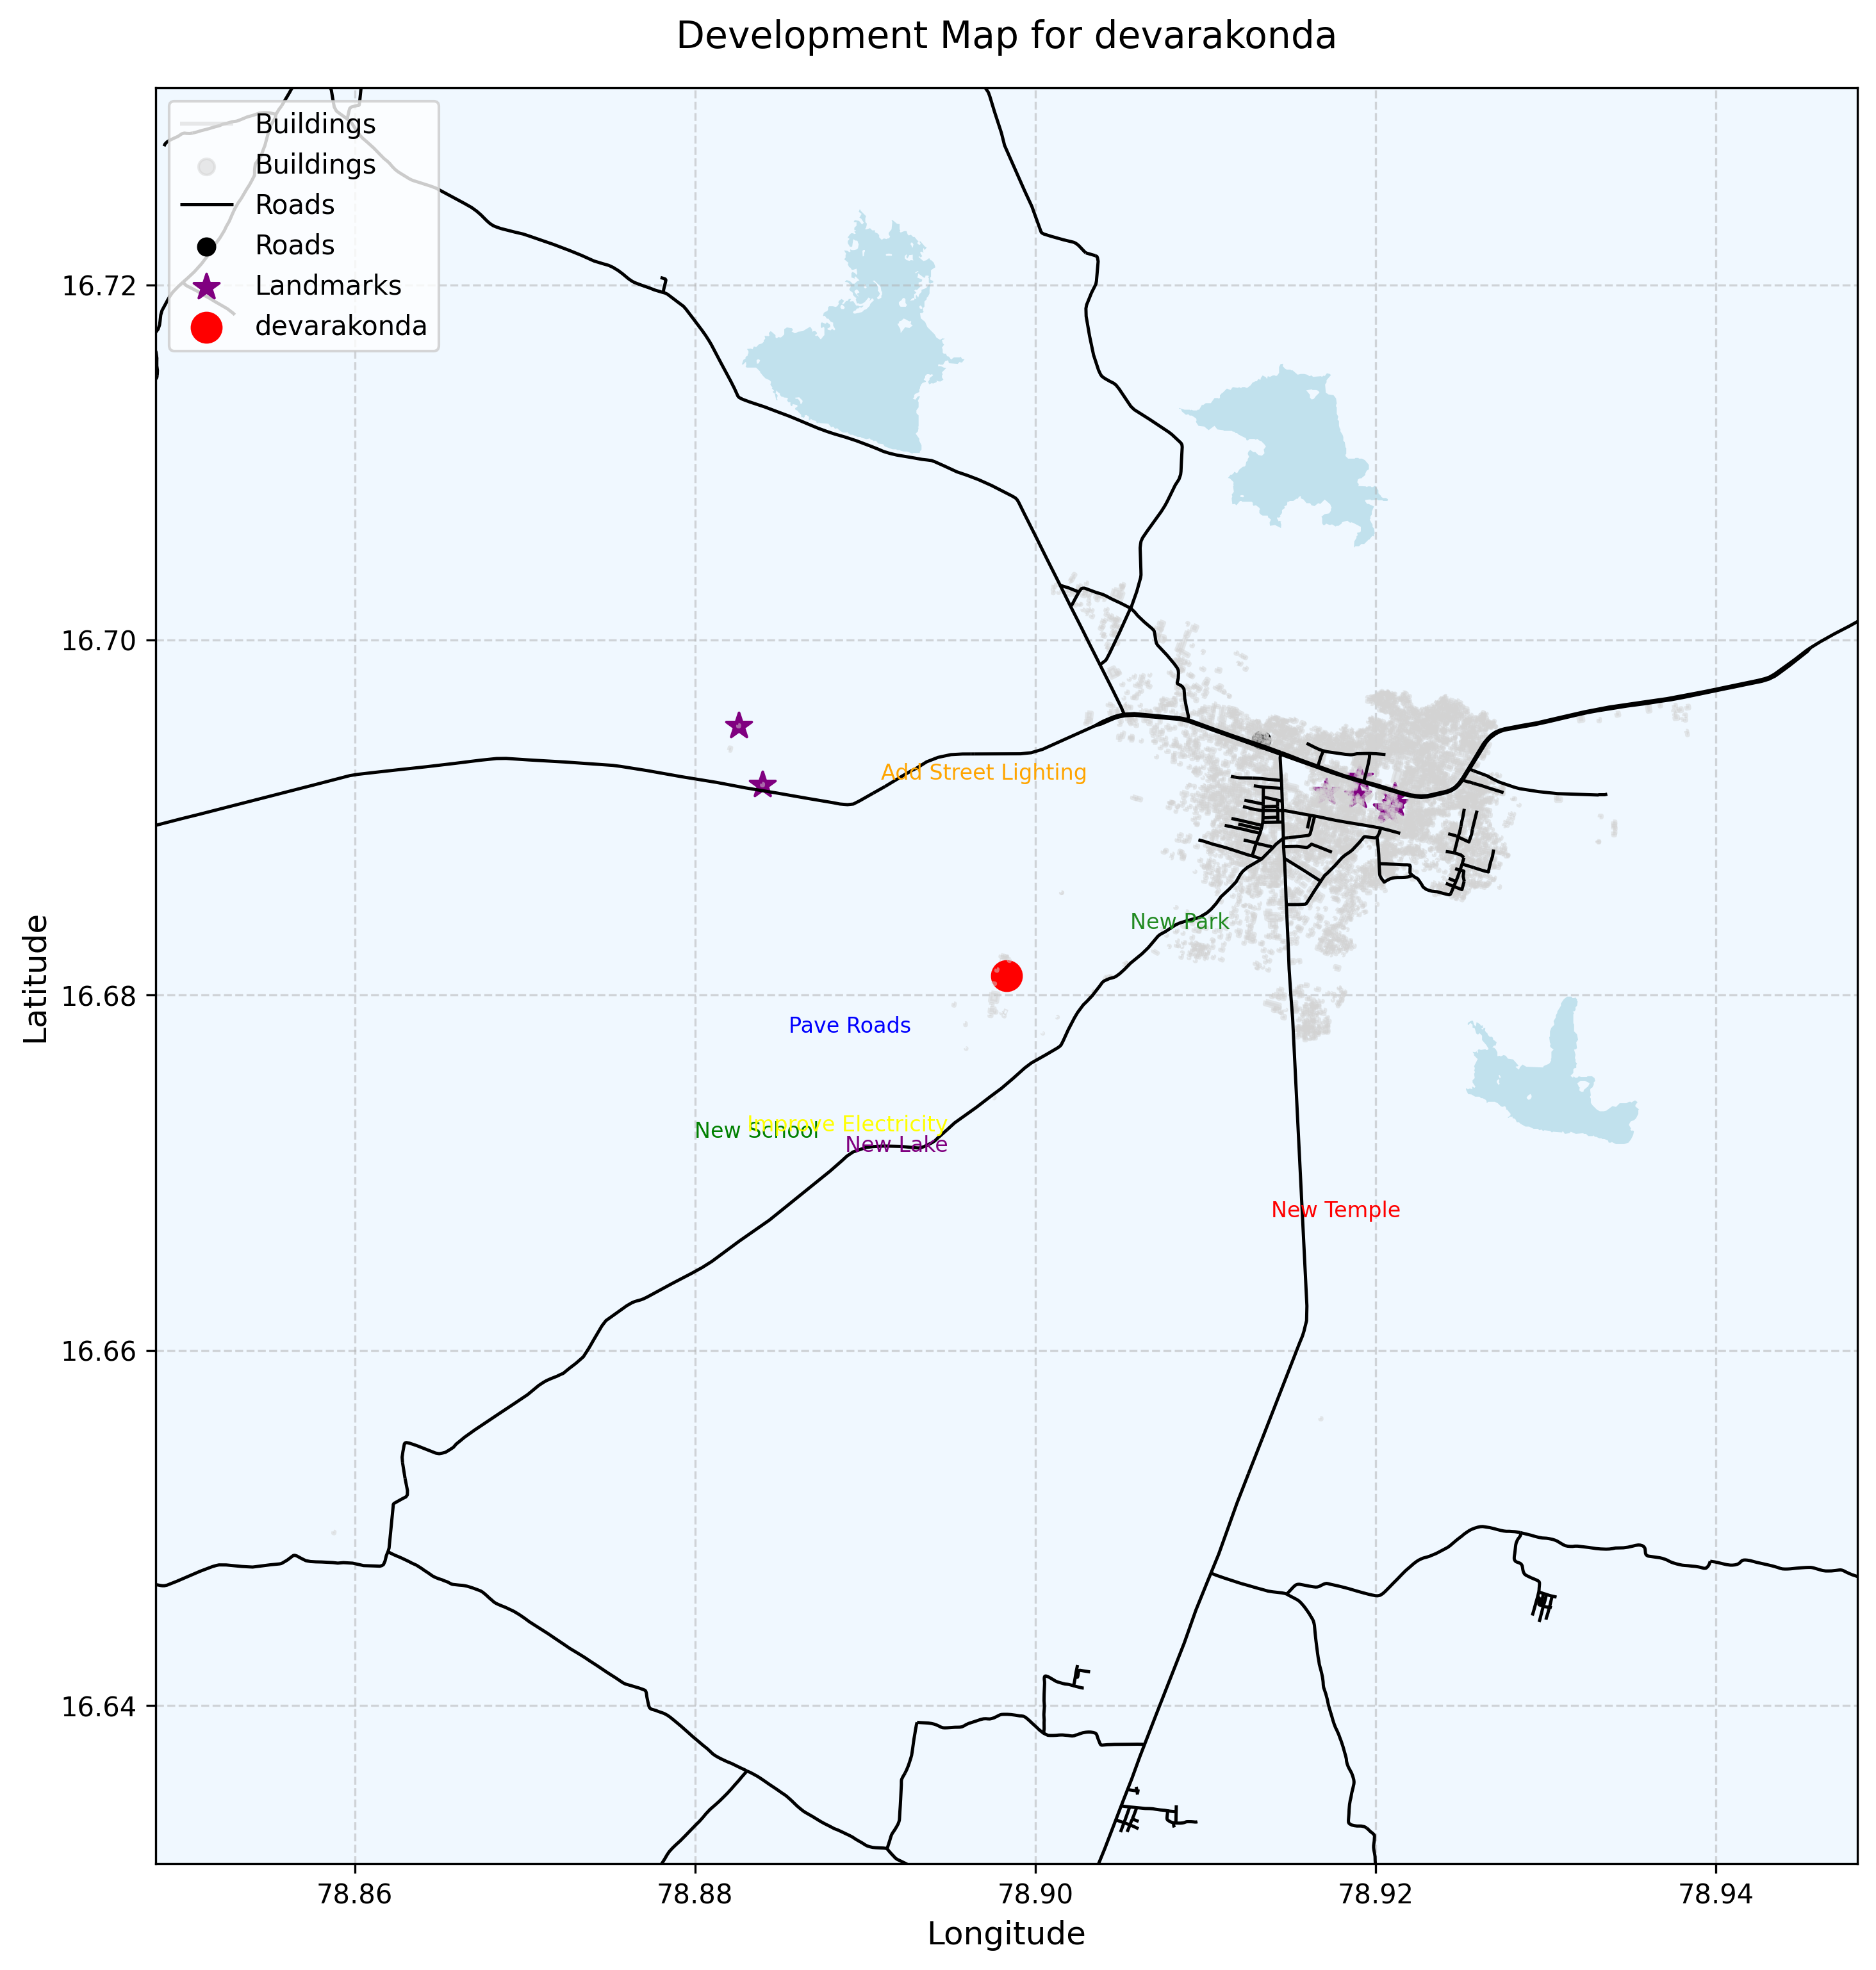 Development Map for devarakonda
Buildings
Buildings
Roads
Roads
Landmarks
devarakonda
16.72
16.70
16.68
16.66
16.64
Latitude
Add Street Lighting
New Park
Pave Roads
Improve Electricity
New School
New Lake
New Temple
78.86
78.88
78.90
78.92
78.94
Longitude